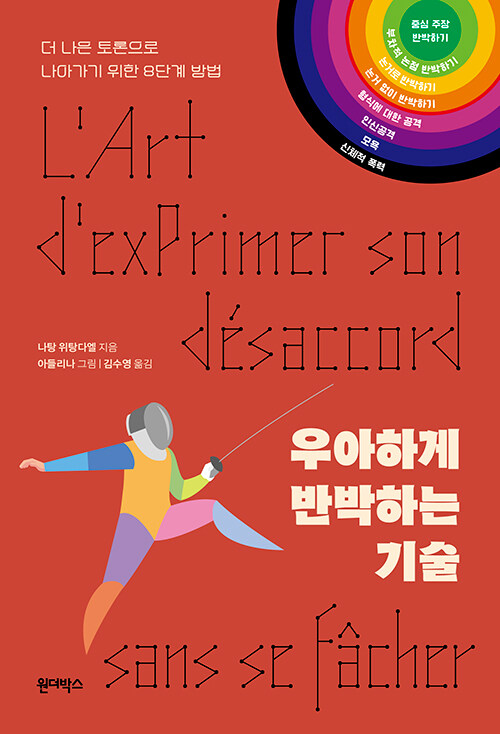 더 나은 토론으로
나아가기 위한 8단계 방법
중심 주장
반박하기
부차적 논점 반박하기
논거로 반박하기
논거 없이 반박하기
형식에 대한 공격
인신공격
모욕
신체적 폭력
L'Art
d'exPrimer son
désaccord
나탕 위탕다엘 지음
아들리나 그림 | 김수영 옮김
우아하게
반박하는
기술
sans se fâcher
원더박스